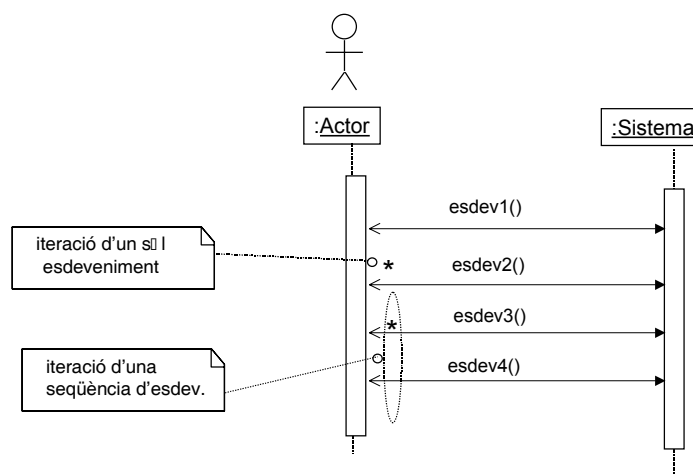 :Actor
:Sistema
esdev1()
iteració d'un
esdeveniment
*
esdev2()
*
esdev3()
iteració d'una
seqüència d'esdev.
esdev4()